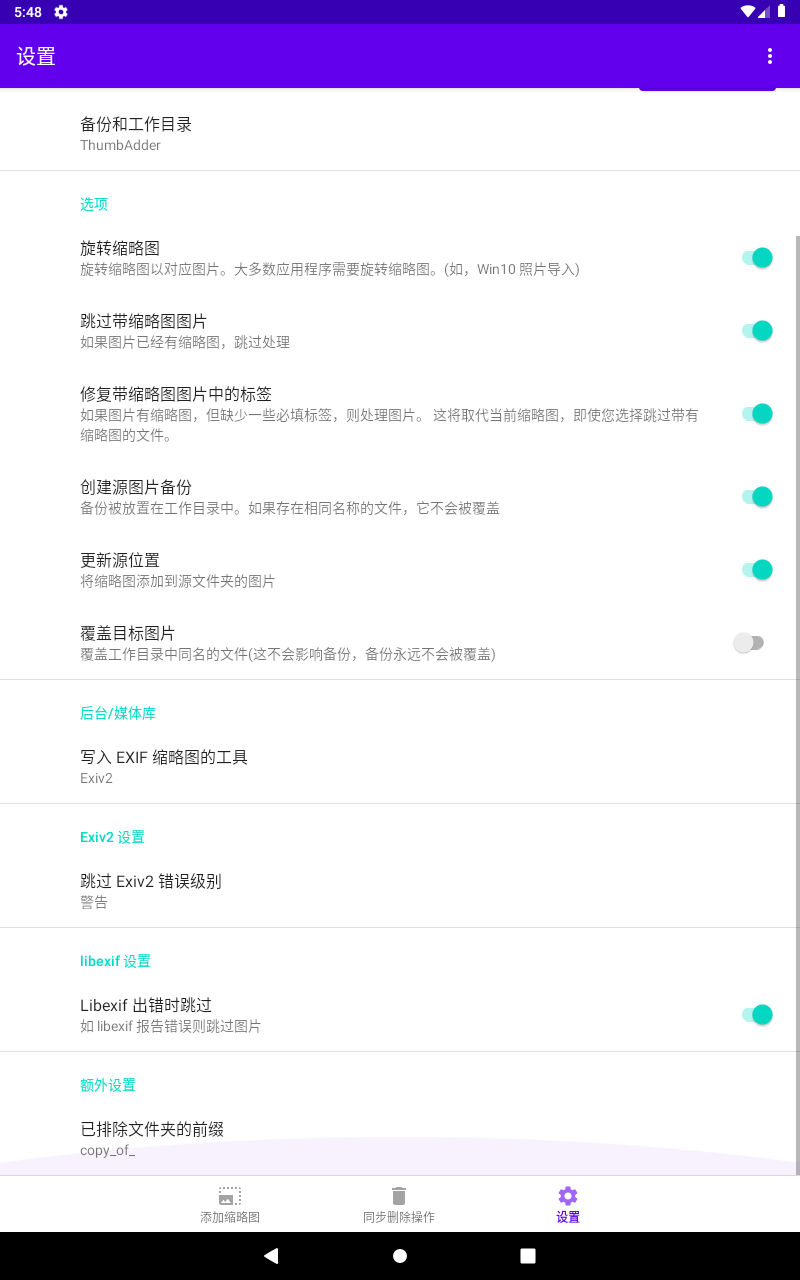 5:48
设置
备份和工作目录
ThumbAdder
选项
旋转缩略图
旋转缩略图以对应图片。大多数应用程序需要旋转缩略图。(如，Win10 照片导入)
跳过带缩略图图片
如果图片已经有缩略图，跳过处理
修复带缩略图图片中的标签
如果图片有缩略图，但缺少一些必填标签，则处理图片。 这将取代当前缩略图，即使您选择跳过带有
缩略图的文件。
创建源图片备份
备份被放置在工作目录中。如果存在相同名称的文件，它不会被覆盖
更新源位置
将缩略图添加到源文件夹的图片
覆盖目标图片
覆盖工作目录中同名的文件(这不会影响备份，备份永远不会被覆盖)
后台/媒体库
写入 EXIF 缩略图的工具
Exiv2
Exiv2 设置
跳过 Exiv2 错误级别
警告
libexif 设置
Libexif 出错时跳过
如 libexif 报告错误则跳过图片
额外设置
已排除文件夹的前缀
copy_of_
添加缩略图
同步删除操作
设置